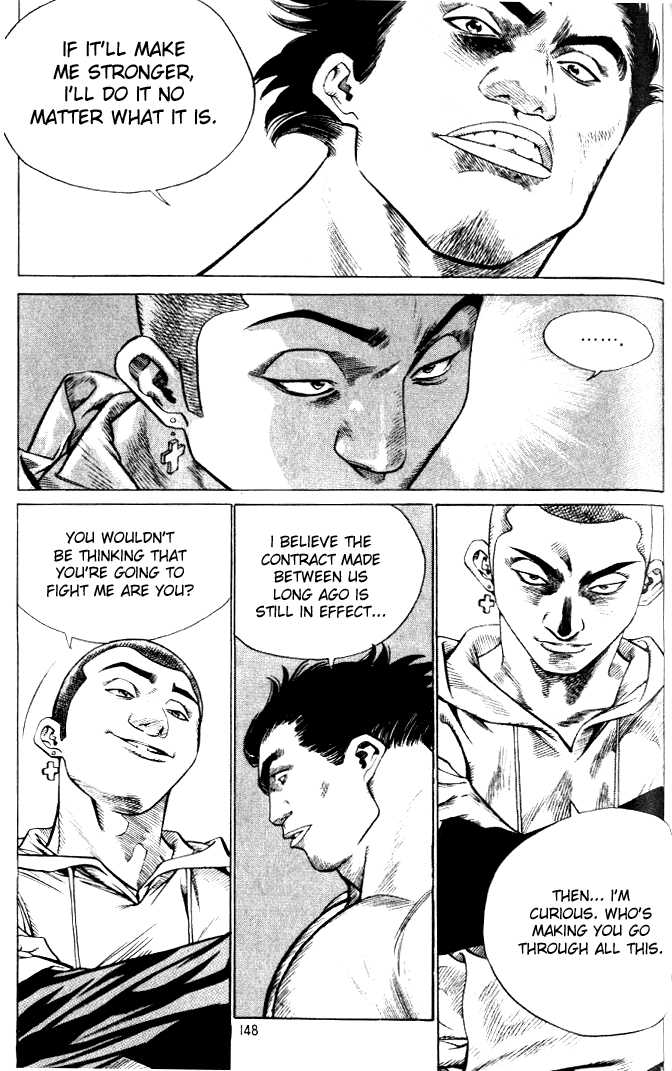 IF IT'LL MAKE
ME STRONGER,
I'LL DO IT NO
MATTER WHAT IT IS.
.......
YOU WOULDN'T
BE THINKING THAT
YOU'RE GOING TO
FIGHT ME ARE YOU?
I BELIEVE THE
CONTRACT MADE
BETWEEN US
LONG AGO IS
STILL IN EFFECT...
THEN... I'M
CURIOUS. WHO'S
MAKING YOU GO
THROUGH ALL THIS.
148